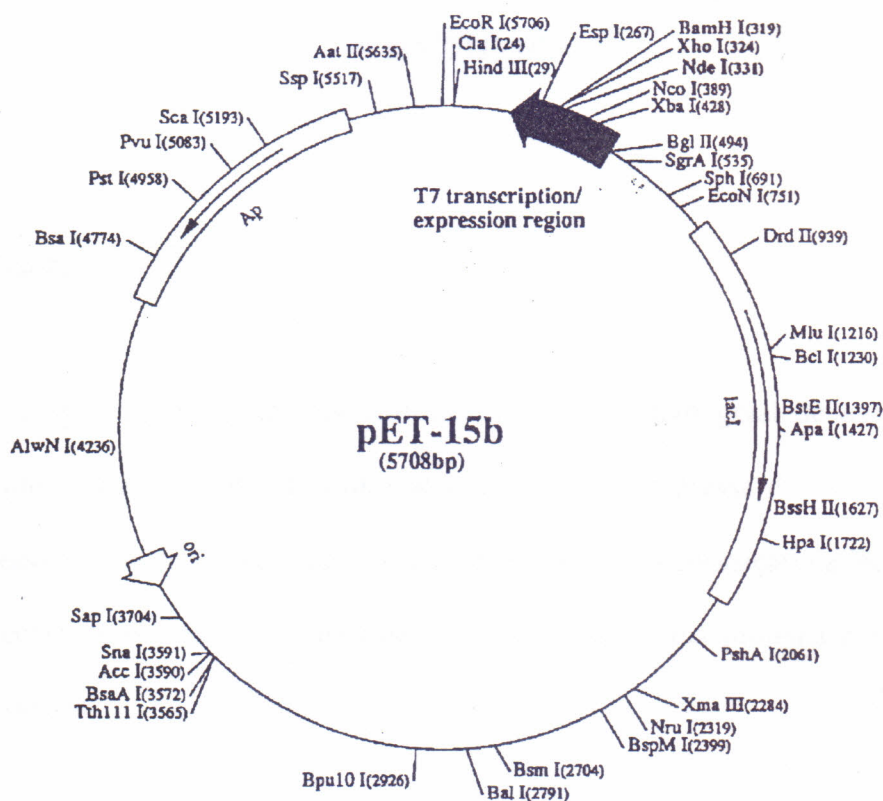 EcoR I(5706)
Cla I(24)
Hind III(29)
Esp I(267)
BamH I(319)
Xho I(324)
Nde I(331)
Nco I(389)
Xba I(428)
Bgl II(494)
SgrA I(535)
Sph I(691)
EcoN I(751)
Drd II(939)
Mlu I(1216)
Bcl I(1230)
BstE II(1397)
Apa I(1427)
BssH II(1627)
Hpa I(1722)
PshA I(2061)
Xma III(2284)
Nru I(2319)
BspM I(2399)
Bsm I(2704)
Bal I(2791)
Bpu10 I(2926)
Tth111 I(3565)
BsaA I(3572)
Acc I(3590)
Sna I(3591)
Sap I(3704)
AlwN I(4236)
Bsa I(4774)
Pst I(4958)
Pvu I(5083)
Sca I(5193)
Ssp I(5517)
Aat II(5635)
T7 transcription/
expression region
Ap
lacI
ori
pET-15b
(5708bp)